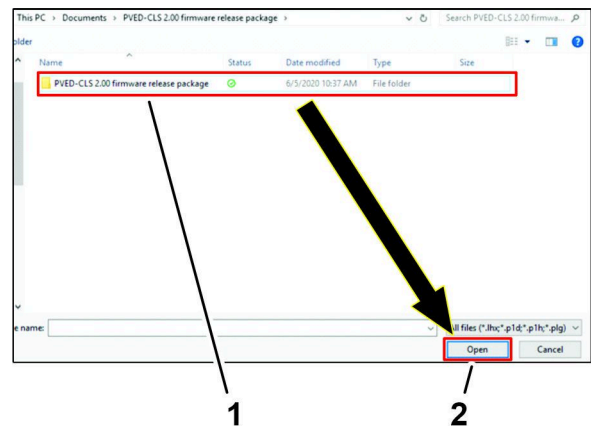 This PC > Documents > PVED-CLS 2.00 firmware release package >
Search PVED-CLS 2.00 firmwa...
older
Name Status Date modified Type Size
PVED-CLS 2.00 firmware release package 6/5/2020 10:37 AM File folder
e name: All files (*.lhx;*.p1d;*.p1h;*.plg)
Open Cancel
1 2